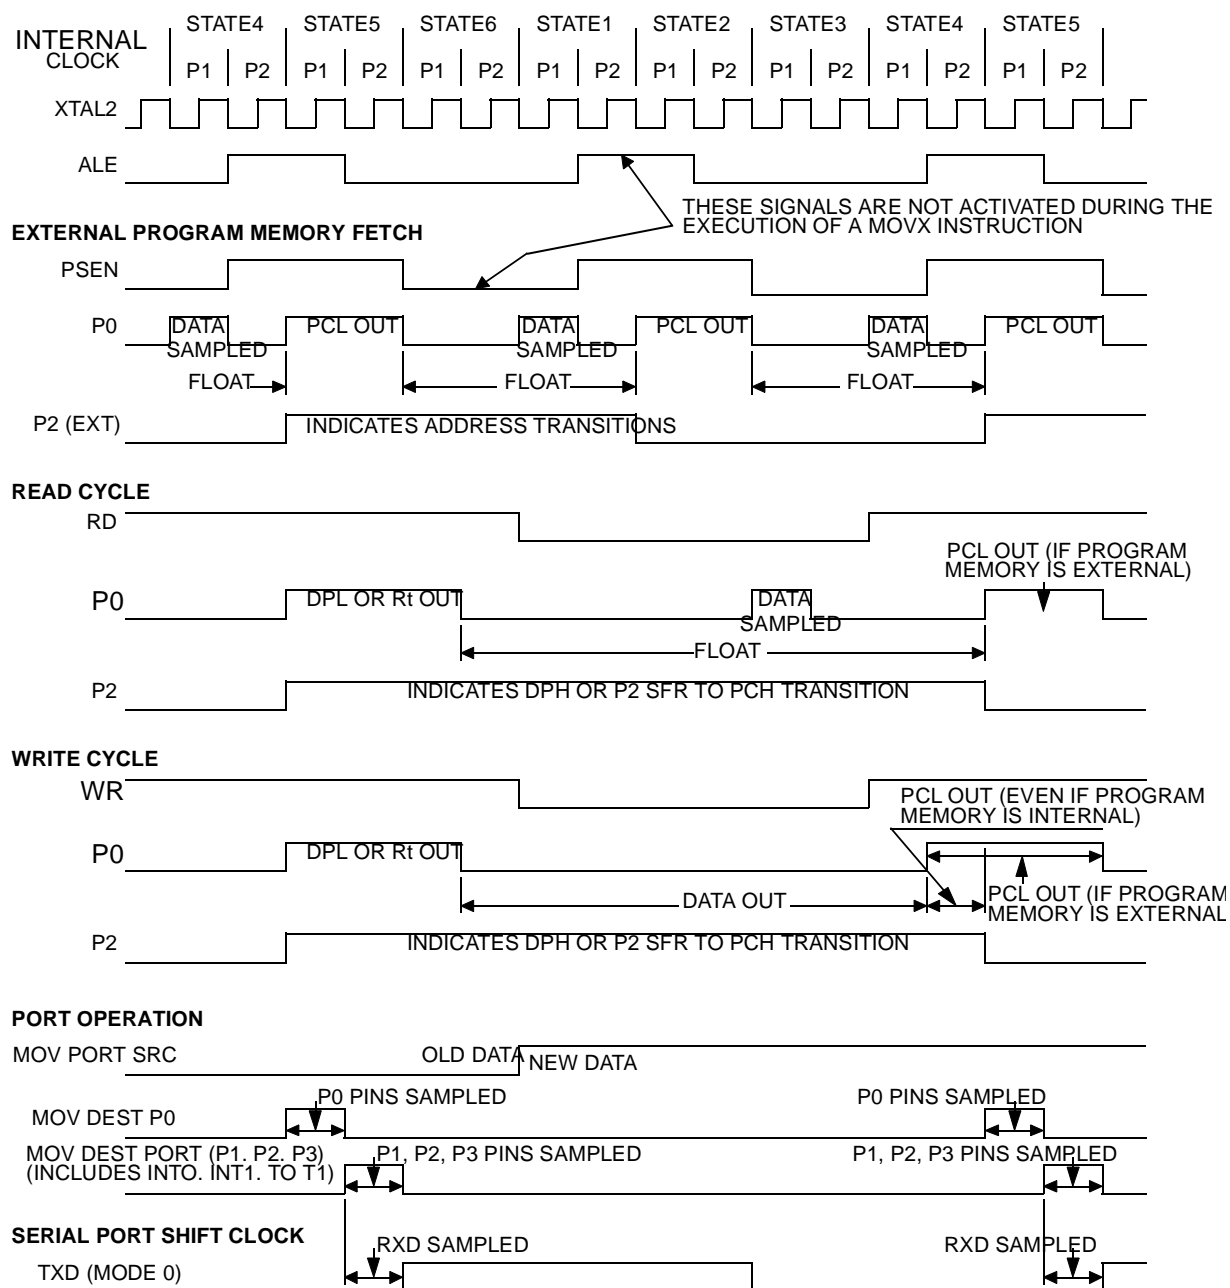 STATE4 STATE5 STATE6 STATE1 STATE2 STATE3 STATE4 STATE5
INTERNAL
CLOCK
P1 P2 P1 P2 P1 P2 P1 P2 P1 P2 P1 P2 P1 P2 P1 P2
XTAL2
ALE
THESE SIGNALS ARE NOT ACTIVATED DURING THE
EXECUTION OF A MOVX INSTRUCTION
EXTERNAL PROGRAM MEMORY FETCH
PSEN
P0 DATA PCL OUT DATA PCL OUT DATA PCL OUT
SAMPLED SAMPLED SAMPLED
FLOAT FLOAT FLOAT
P2 (EXT) INDICATES ADDRESS TRANSITIONS
READ CYCLE
RD
PCL OUT (IF PROGRAM
MEMORY IS EXTERNAL)
P0 DPL OR Rt OUT DATA
SAMPLED
FLOAT
P2 INDICATES DPH OR P2 SFR TO PCH TRANSITION
WRITE CYCLE
WR
PCL OUT (EVEN IF PROGRAM
MEMORY IS INTERNAL)
P0 DPL OR Rt OUT
PCL OUT (IF PROGRAM
MEMORY IS EXTERNAL
DATA OUT
P2 INDICATES DPH OR P2 SFR TO PCH TRANSITION
PORT OPERATION
MOV PORT SRC OLD DATA NEW DATA
P0 PINS SAMPLED P0 PINS SAMPLED
MOV DEST P0
MOV DEST PORT (P1. P2. P3) P1, P2, P3 PINS SAMPLED P1, P2, P3 PINS SAMPLED
(INCLUDES INTO. INT1. TO T1)
SERIAL PORT SHIFT CLOCK
RXD SAMPLED RXD SAMPLED
TXD (MODE 0)